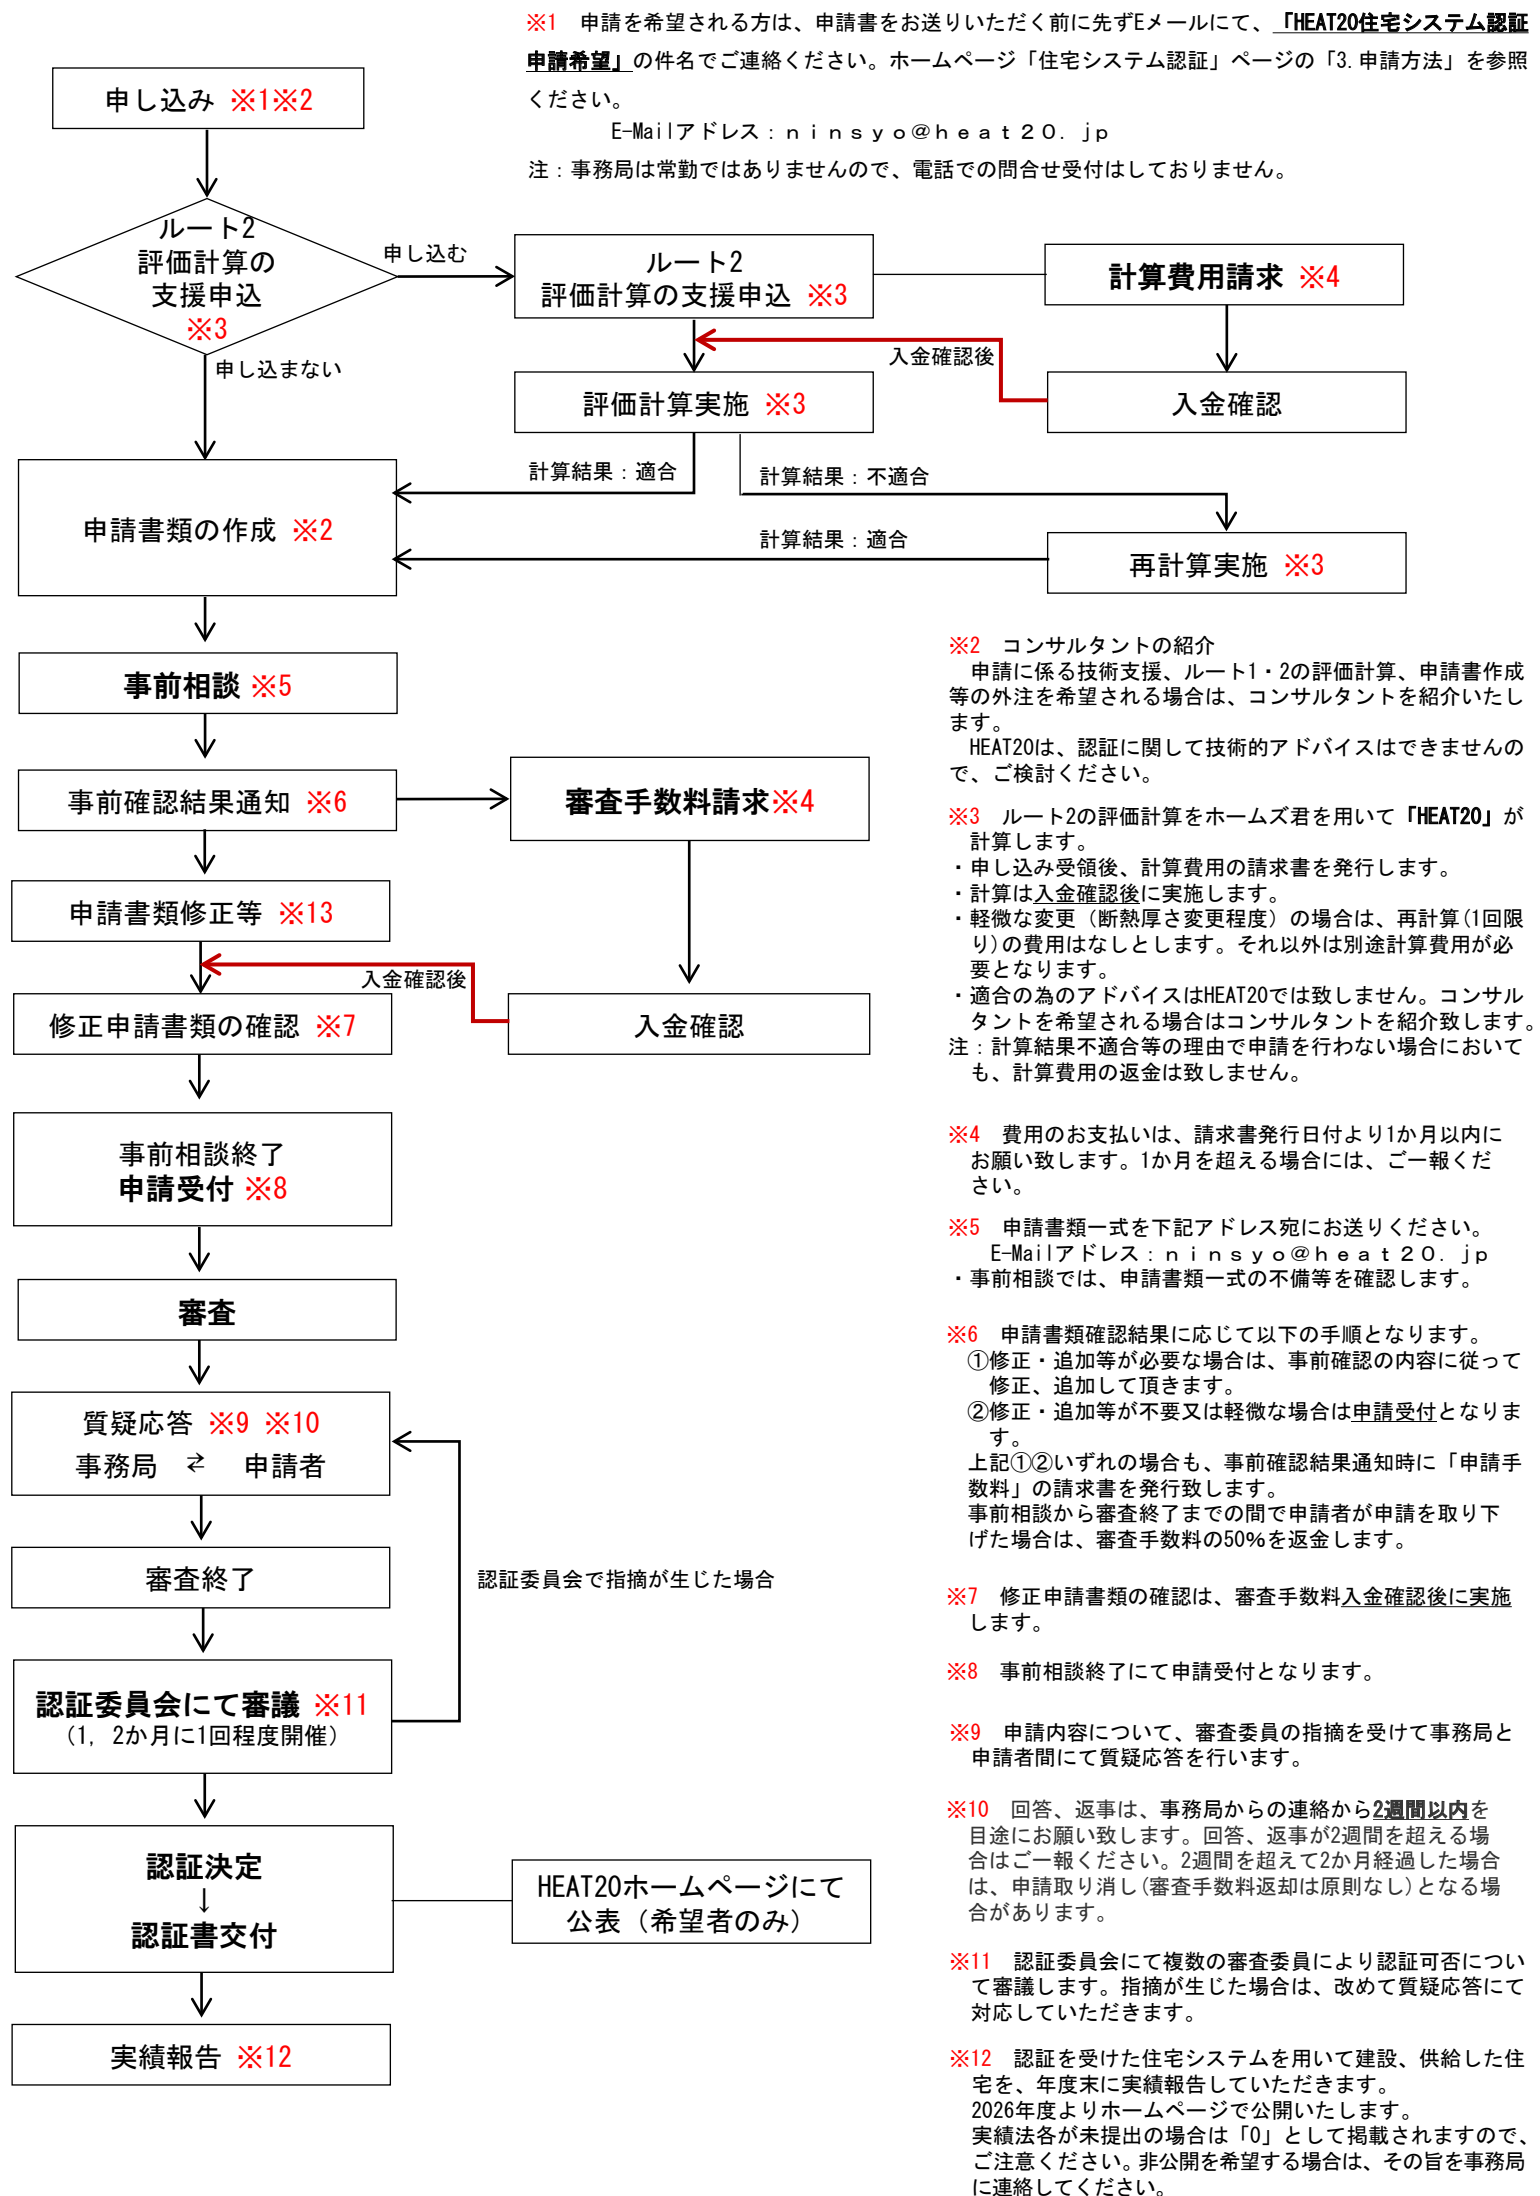 ※1　申請を希望される方は、申請書をお送りいただく前に先ずEメールにて、「HEAT20住宅システム認証
申請希望」の件名でご連絡ください。ホームページ「住宅システム認証」ページの「3.申請方法」を参照
ください。
E-Mailアドレス：ｎｉｎｓｙｏ＠ｈｅａｔ２０．ｊｐ
注：事務局は常勤ではありませんので、電話での問合せ受付はしておりません。
申し込み ※1※2
ルート2
評価計算の
支援申込
※3
申し込む
申し込まない
ルート2
評価計算の支援申込 ※3
計算費用請求 ※4
入金確認後
評価計算実施 ※3
入金確認
計算結果：適合
計算結果：不適合
申請書類の作成 ※2
計算結果：適合
再計算実施 ※3
事前相談 ※5
事前確認結果通知 ※6
審査手数料請求※4
申請書類修正等 ※13
入金確認後
修正申請書類の確認 ※7
入金確認
事前相談終了
申請受付 ※8
審査
質疑応答 ※9 ※10
事務局　⇄　申請者
審査終了
認証委員会で指摘が生じた場合
認証委員会にて審議 ※11
（1, 2か月に1回程度開催）
認証決定
↓
認証書交付
HEAT20ホームページにて
公表（希望者のみ）
実績報告 ※12
※2　コンサルタントの紹介
申請に係る技術支援、ルート1・2の評価計算、申請書作成
等の外注を希望される場合は、コンサルタントを紹介いたし
ます。
HEAT20は、認証に関して技術的アドバイスはできませんの
で、ご検討ください。
※3　ルート2の評価計算をホームズ君を用いて「HEAT20」が
計算します。
・申し込み受領後、計算費用の請求書を発行します。
・計算は入金確認後に実施します。
・軽微な変更（断熱厚さ変更程度）の場合は、再計算(1回限
り)の費用はなしとします。それ以外は別途計算費用が必
要となります。
・適合の為のアドバイスはHEAT20では致しません。コンサル
タントを希望される場合はコンサルタントを紹介致します。
注：計算結果不適合等の理由で申請を行わない場合において
も、計算費用の返金は致しません。
※4　費用のお支払いは、請求書発行日付より1か月以内に
お願い致します。1か月を超える場合には、ご一報くだ
さい。
※5　申請書類一式を下記アドレス宛にお送りください。
E-Mailアドレス：ｎｉｎｓｙｏ＠ｈｅａｔ２０．ｊｐ
・事前相談では、申請書類一式の不備等を確認します。
※6　申請書類確認結果に応じて以下の手順となります。
①修正・追加等が必要な場合は、事前確認の内容に従って
修正、追加して頂きます。
②修正・追加等が不要又は軽微な場合は申請受付となりま
す。
上記①②いずれの場合も、事前確認結果通知時に「申請手
数料」の請求書を発行致します。
事前相談から審査終了までの間で申請者が申請を取り下
げた場合は、審査手数料の50%を返金します。
※7　修正申請書類の確認は、審査手数料入金確認後に実施
します。
※8　事前相談終了にて申請受付となります。
※9　申請内容について、審査委員の指摘を受けて事務局と
申請者間にて質疑応答を行います。
※10　回答、返事は、事務局からの連絡から2週間以内を
目途にお願い致します。回答、返事が2週間を超える場
合はご一報ください。2週間を超えて2か月経過した場合
は、申請取り消し(審査手数料返却は原則なし)となる場
合があります。
※11　認証委員会にて複数の審査委員により認証可否につい
て審議します。指摘が生じた場合は、改めて質疑応答にて
対応していただきます。
※12　認証を受けた住宅システムを用いて建設、供給した住
宅を、年度末に実績報告していただきます。
2026年度よりホームページで公開いたします。
実績法各が未提出の場合は「0」として掲載されますので、
ご注意ください。非公開を希望する場合は、その旨を事務局
に連絡してください。